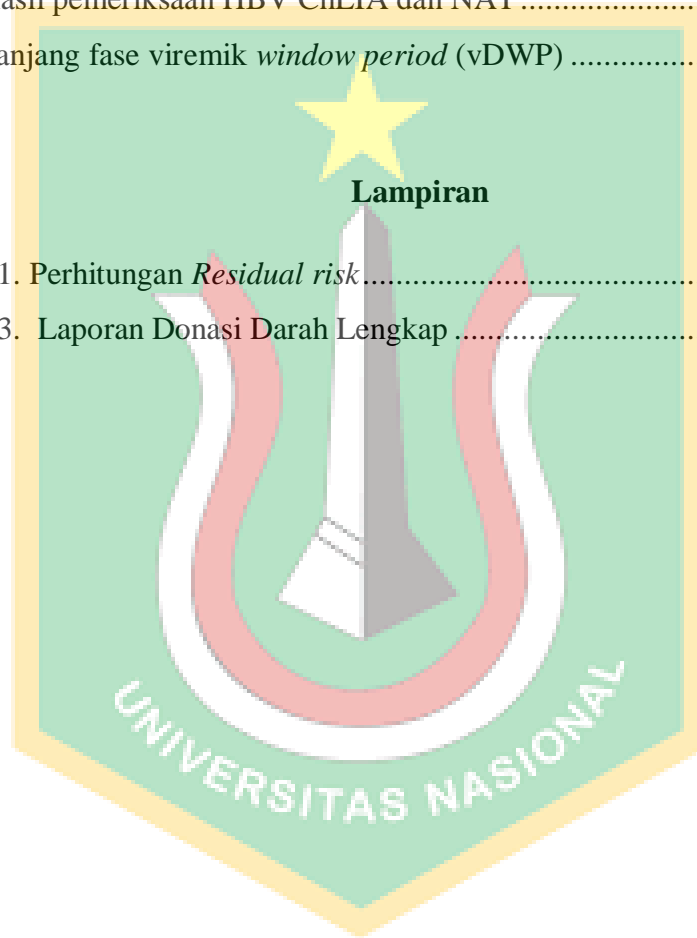 pemeriksaan HBV ChLIA dan NAT ....................
anjang fase viremik window period (vDWP) ................
Lampiran
1. Perhitungan Residual risk..........................................
3. Laporan Donasi Darah Lengkap ..............................
UNIVERSITAS NASIONAL